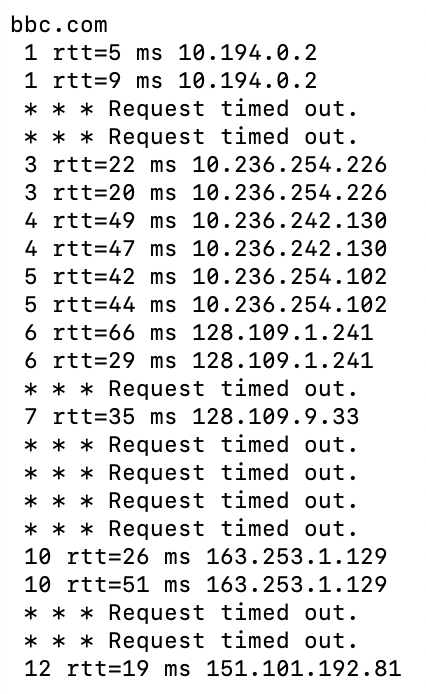 bbc.com
1 rtt=5 ms 10.194.0.2
1 rtt=9 ms 10.194.0.2
* * * Request timed out.
* * * Request timed out.
3 rtt=22 ms 10.236.254.226
3 rtt=20 ms 10.236.254.226
4 rtt=49 ms 10.236.242.130
4 rtt=47 ms 10.236.242.130
5 rtt=42 ms 10.236.254.102
5 rtt=44 ms 10.236.254.102
6 rtt=66 ms 128.109.1.241
6 rtt=29 ms 128.109.1.241
* * * Request timed out.
7 rtt=35 ms 128.109.9.33
* * * Request timed out.
* * * Request timed out.
* * * Request timed out.
* * * Request timed out.
10 rtt=26 ms 163.253.1.129
10 rtt=51 ms 163.253.1.129
* * * Request timed out.
* * * Request timed out.
12 rtt=19 ms 151.101.192.81